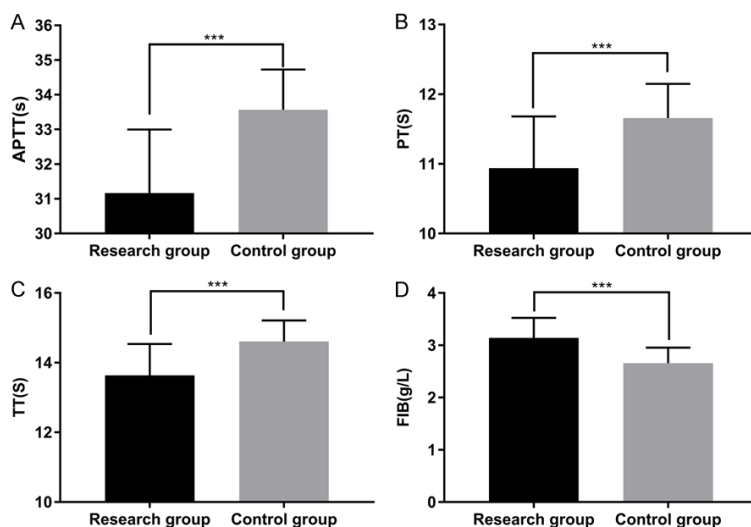 A
APTT(s)
36
35
34
33
32
31
30
***
Research group Control group
B
PT(S)
13
12
11
10
***
Research group Control group
C
TT(S)
16
14
12
10
***
Research group Control group
D
FIB(g/L)
4
3
2
1
0
***
Research group Control group